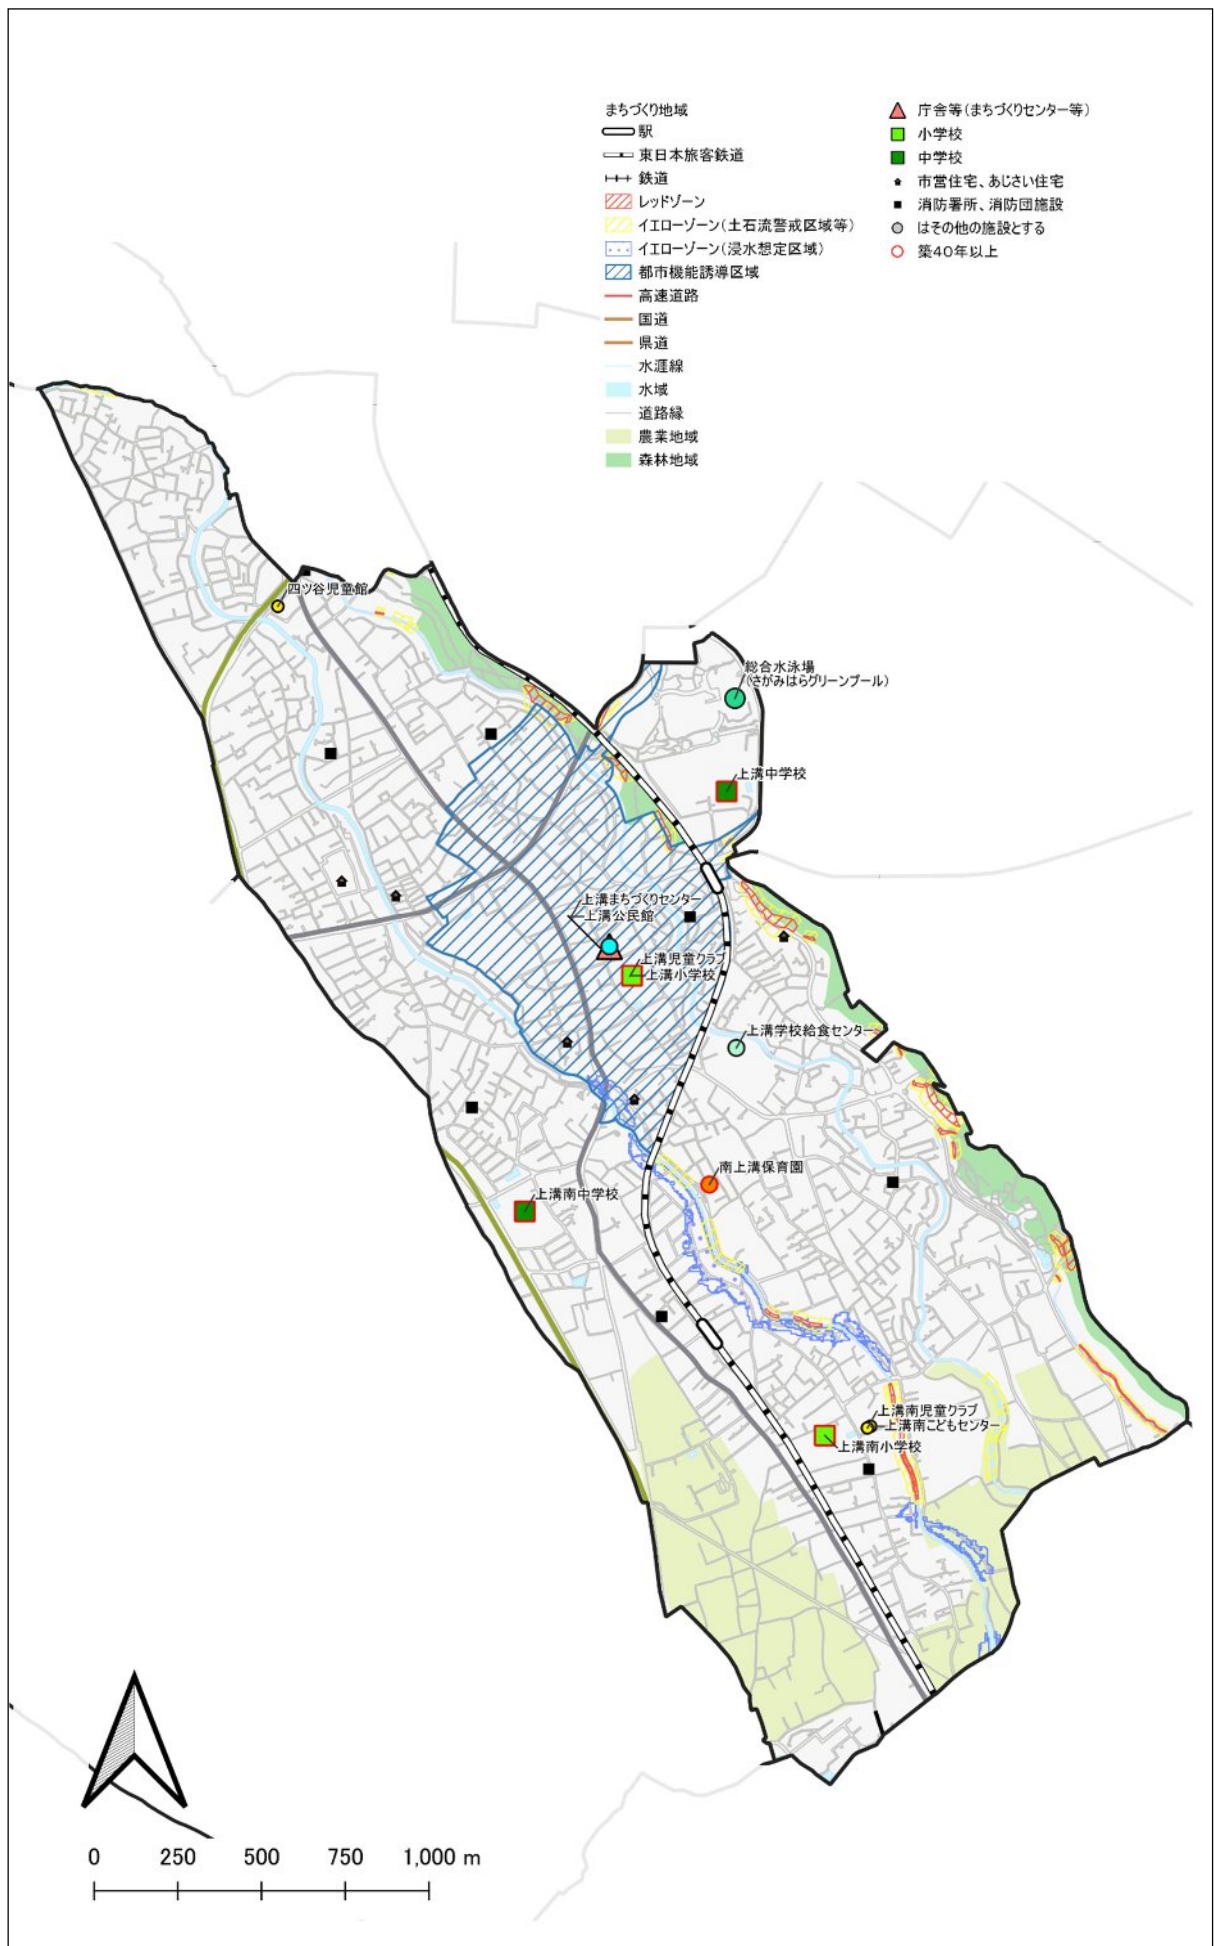 まちづくり地域
駅
東日本旅客鉄道
鉄道
レッドゾーン
イエローゾーン(土石流警戒区域等)
イエローゾーン(浸水想定区域)
都市機能誘導区域
高速道路
国道
県道
水涯線
水域
道路縁
農業地域
森林地域
庁舎等(まちづくりセンター等)
小学校
中学校
市営住宅、あじさい住宅
消防署所、消防団施設
はその他の施設とする
築40年以上
四ツ谷児童館
総合水泳場
(さがみはらグリーンプール)
上溝中学校
上溝まちづくりセンター
上溝公民館
上溝児童クラブ
上溝小学校
上溝学校給食センター
南上溝保育園
上溝南中学校
上溝南児童クラブ
上溝南こどもセンター
上溝南小学校
0 250 500 750 1,000 m